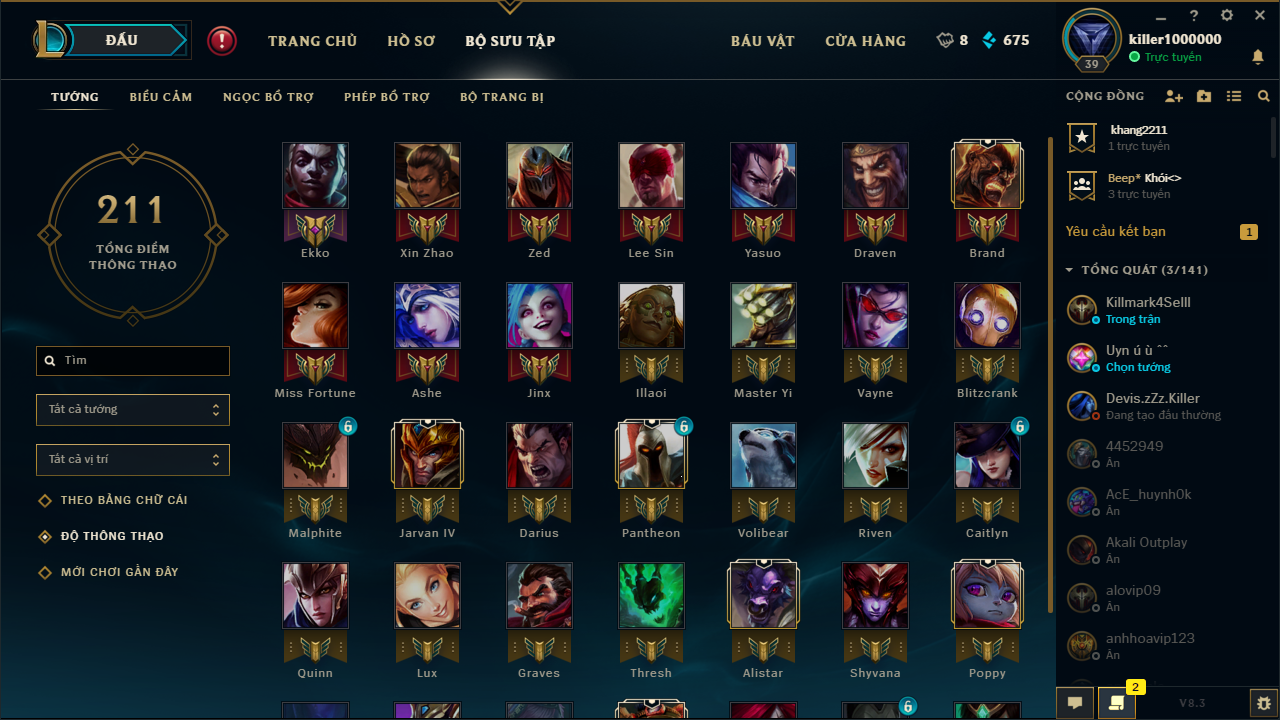 ĐẤU
TRANG CHỦ
HỒ SƠ
BỘ SƯU TẬP
BÁU VẬT
CỬA HÀNG
8
675
39
killer1000000
Trực tuyến
TƯỚNG
BIỂU CẢM
NGỌC BỔ TRỢ
PHÉP BỔ TRỢ
BỘ TRANG BỊ
211
TỔNG ĐIỂM
THÔNG THẠO
Tìm
Tất cả tướng
Tất cả vị trí
THEO BẢNG CHỮ CÁI
ĐỘ THÔNG THẠO
MỚI CHƠI GẦN ĐÂY
Ekko
Xin Zhao
Zed
Lee Sin
Yasuo
Draven
Brand
Miss Fortune
Ashe
Jinx
Illaoi
Master Yi
Vayne
Blitzcrank
6
6
6
Malphite
Jarvan IV
Darius
Pantheon
Volibear
Riven
Caitlyn
Quinn
Lux
Graves
Thresh
Alistar
Shyvana
Poppy
6
CỘNG ĐỒNG
khang2211
1 trực tuyến
Beep* Khói<>
3 trực tuyến
Yêu cầu kết bạn
1
TỔNG QUÁT (3/141)
Killmark4Selll
Trong trận
Uyn ú ù ˆˆ
Chọn tướng
Devis.zZz.Killer
Đang tạo đấu thường
4452949
Ẩn
AcE_huynh0k
Ẩn
Akali Outplay
Ẩn
alovip09
Ẩn
anhhoavip123
Ẩn
2
V8.3